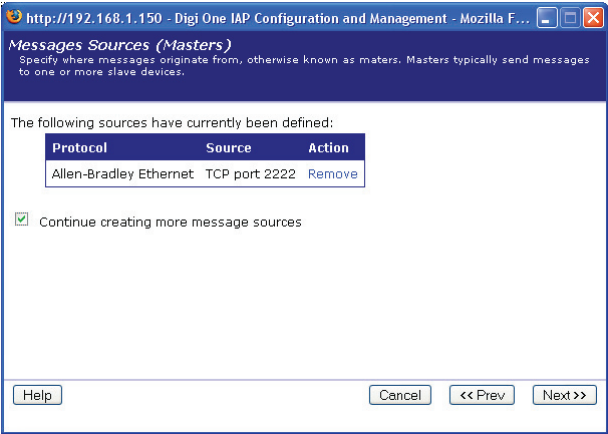 http://192.168.1.150 - Digi One IAP Configuration and Management - Mozilla F...
Messages Sources (Masters)
Specify where messages originate from, otherwise known as maters. Masters typically send messages
to one or more slave devices.
The following sources have currently been defined:
Protocol Source Action
Allen-Bradley Ethernet TCP port 2222 Remove
Continue creating more message sources
Help Cancel << Prev Next >>